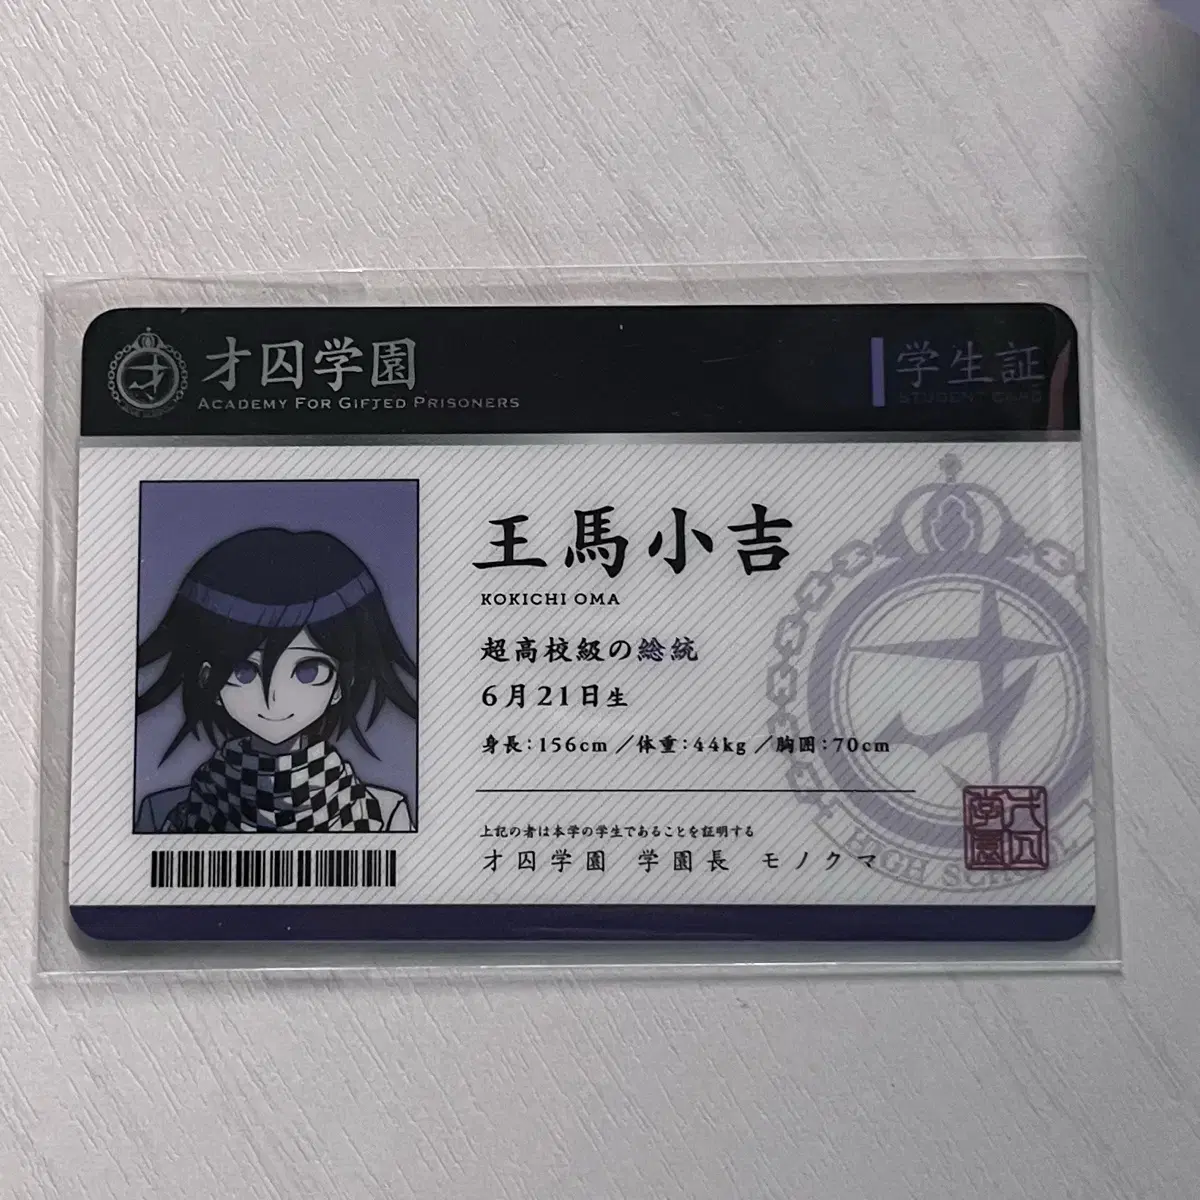 才囚学園
ACADEMY FOR GIFTED PRISONERS
学生証
STUDENT CARD
王馬小吉
KOKICHI OMA
超高校級の総統
6月21日生
身長:156cm/体重:44kg/胸囲:70cm
上記の者は本学の学生であることを証明する
才囚学園 学園長 モノクマ
HIGH SCHOOL